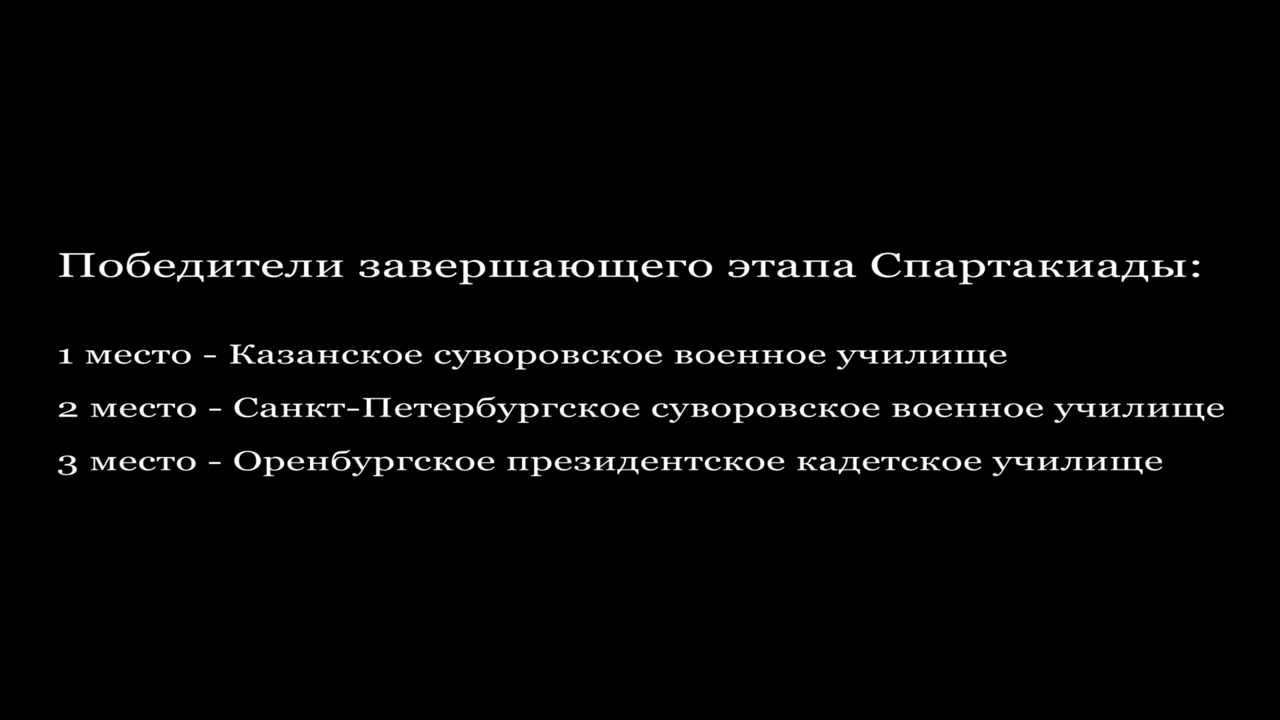 Победители завершающего этапа Спартакиады:
1 место - Казанское суворовское военное училище
2 место - Санкт-Петербургское суворовское военное училище
3 место - Оренбургское президентское кадетское училище